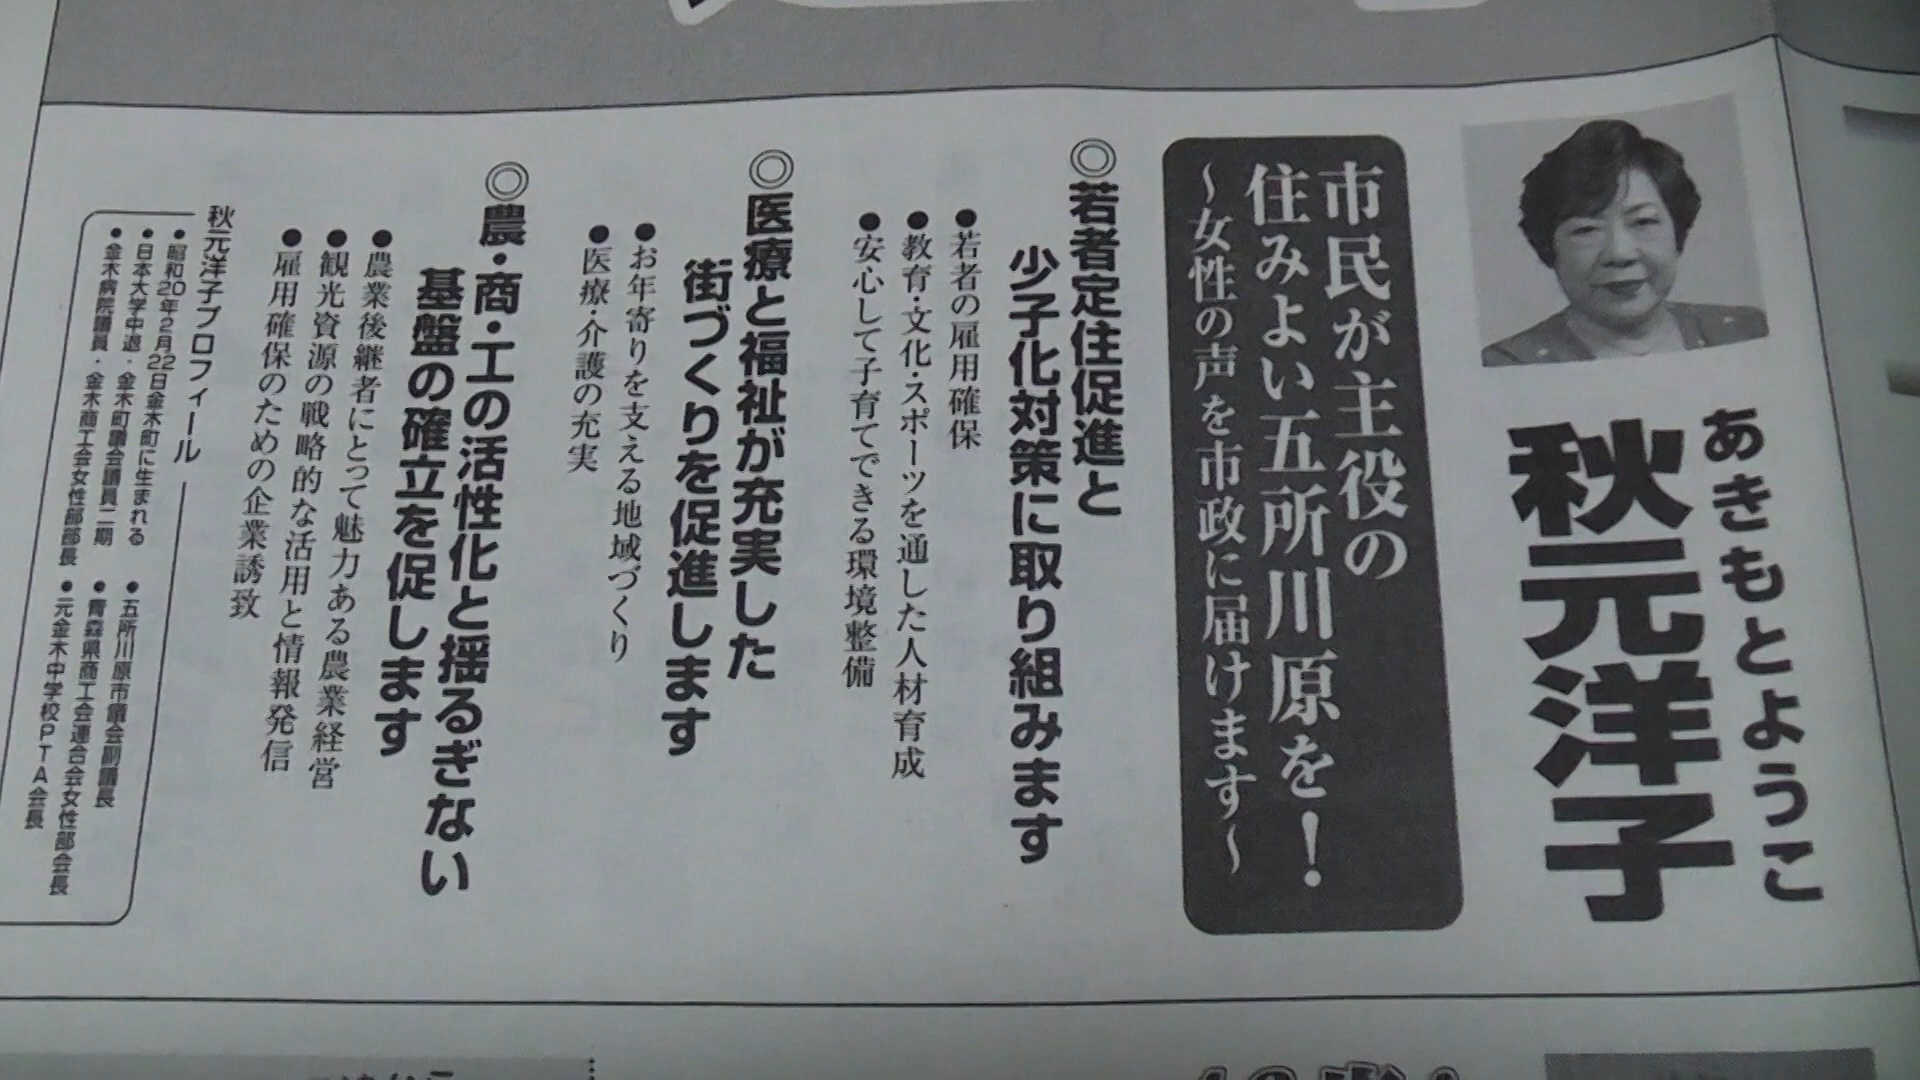 あきもとようこ
秋元洋子
市民が主役の
住みよい五所川原を！
～女性の声を市政に届けます～
◎若者定住促進と
少子化対策に取り組みます
●若者の雇用確保
●教育・文化・スポーツを通した人材育成
●安心して子育てできる環境整備
◎医療と福祉が充実した
街づくりを促進します
●お年寄りを支える地域づくり
●医療・介護の充実
◎農・商・工の活性化と揺るぎない
基盤の確立を促します
●農業後継者にとって魅力ある農業経営
●観光資源の戦略的な活用と情報発信
●雇用確保のための企業誘致
秋元洋子プロフィール
●昭和20年2月22日金木町に生まれる
●日本大学中退・金木町議会議員二期
●金木病院議員・金木商工会女性部部長
●五所川原市議会副議長
●青森県商工会連合会女性部会長
●元金木中学校PTA会長